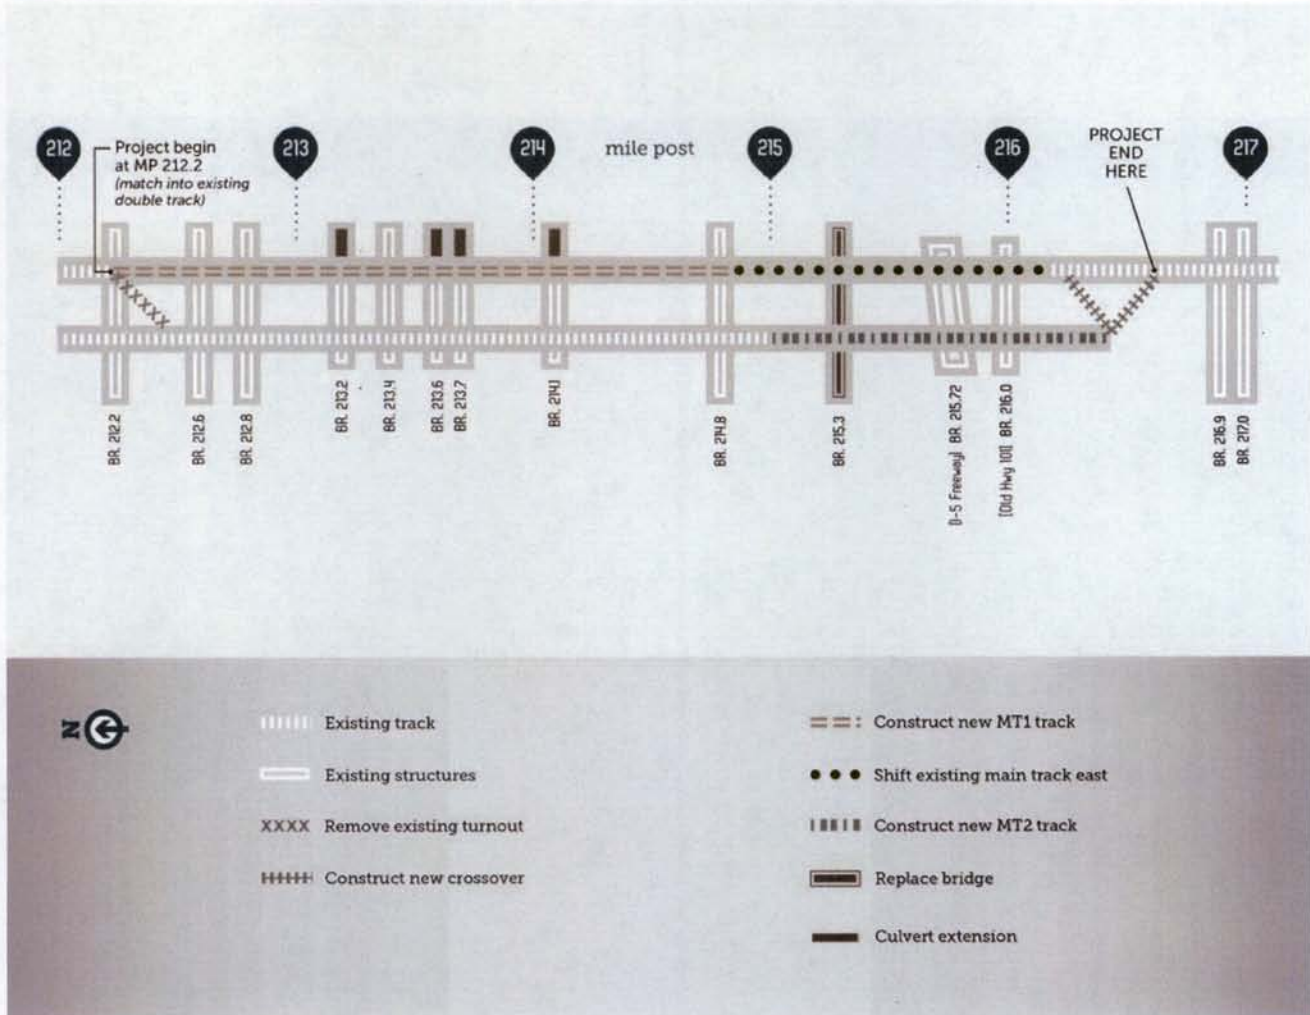 212
Project begin
at MP 212.2
(match into existing
double track)
213
214
mile post
215
216
PROJECT
END
HERE
217
BR. 212.2
BR. 212.6
BR. 212.8
BR. 213.2
BR. 213.4
BR. 213.6
BR. 213.7
BR. 214.1
BR. 214.8
BR. 215.3
(I-5 Freeway) BR. 215.72
(Old Hwy 101) BR. 216.0
BR. 216.9
BR. 217.0
N
Existing track
Existing structures
XXXX Remove existing turnout
Construct new crossover
Construct new MT1 track
Shift existing main track east
Construct new MT2 track
Replace bridge
Culvert extension